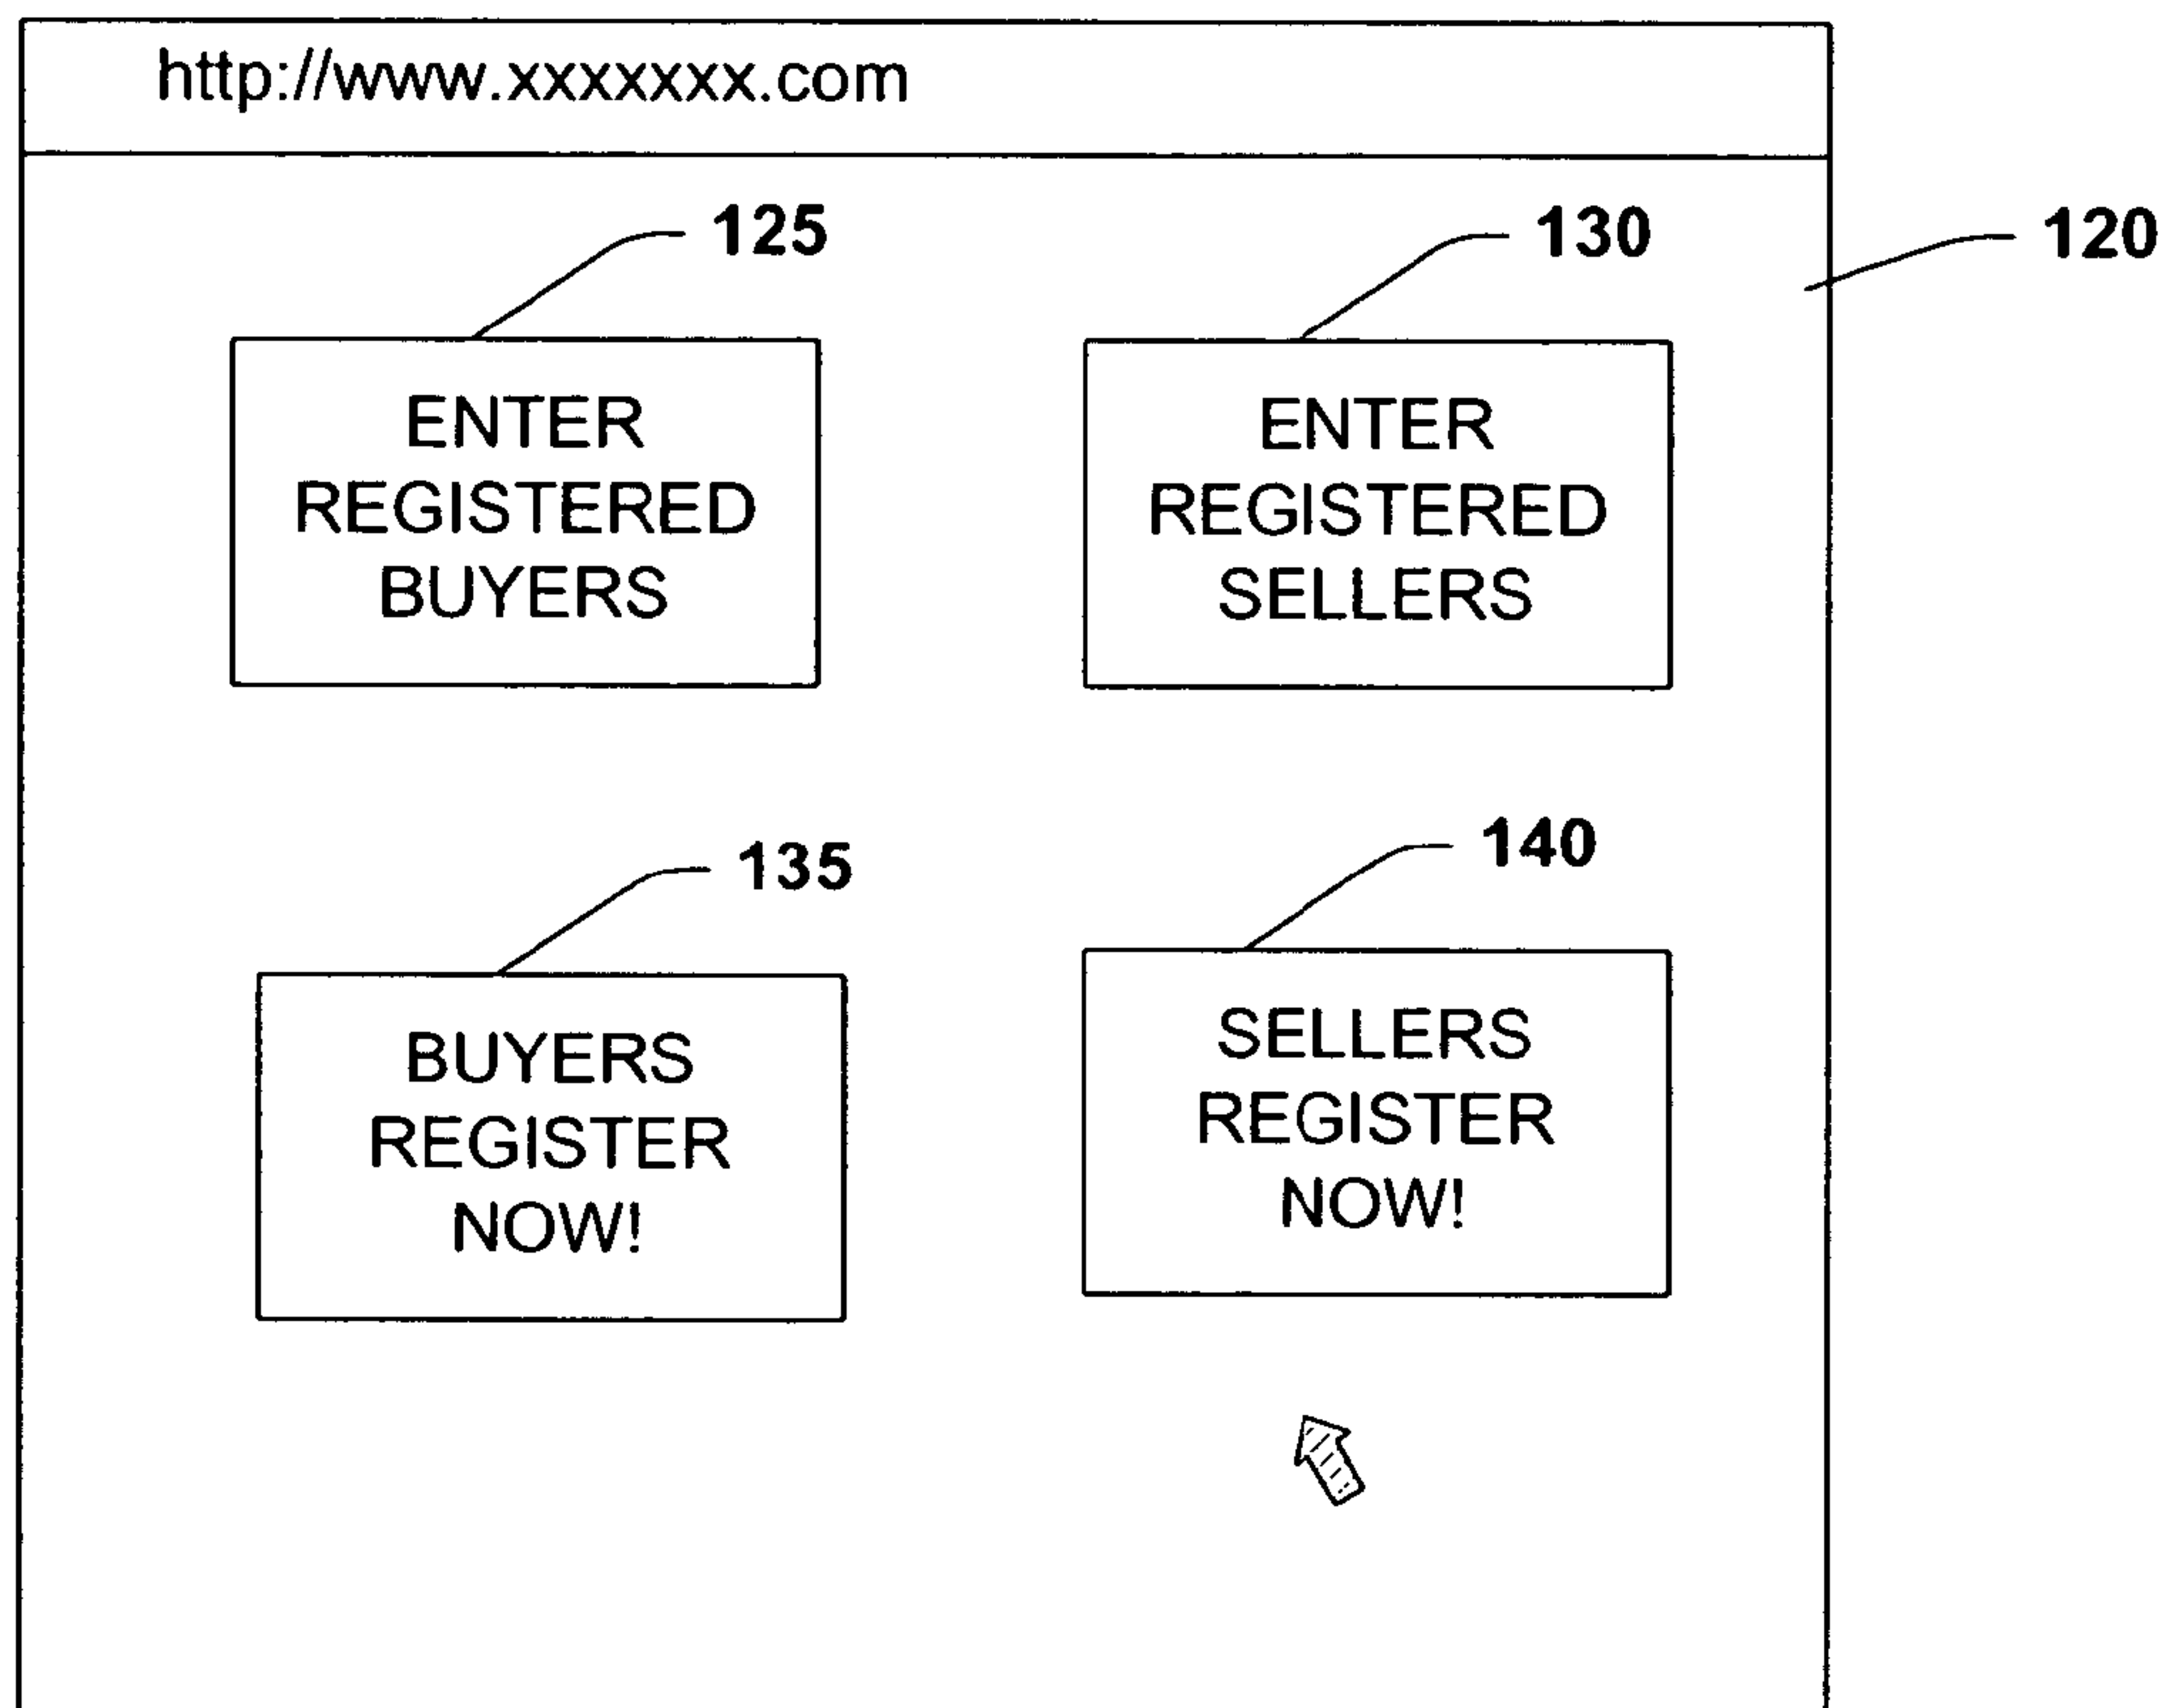 http://www.xxxxxxx.com
125
130
120
ENTER
REGISTERED
BUYERS
ENTER
REGISTERED
SELLERS
135
140
BUYERS
REGISTER
NOW!
SELLERS
REGISTER
NOW!